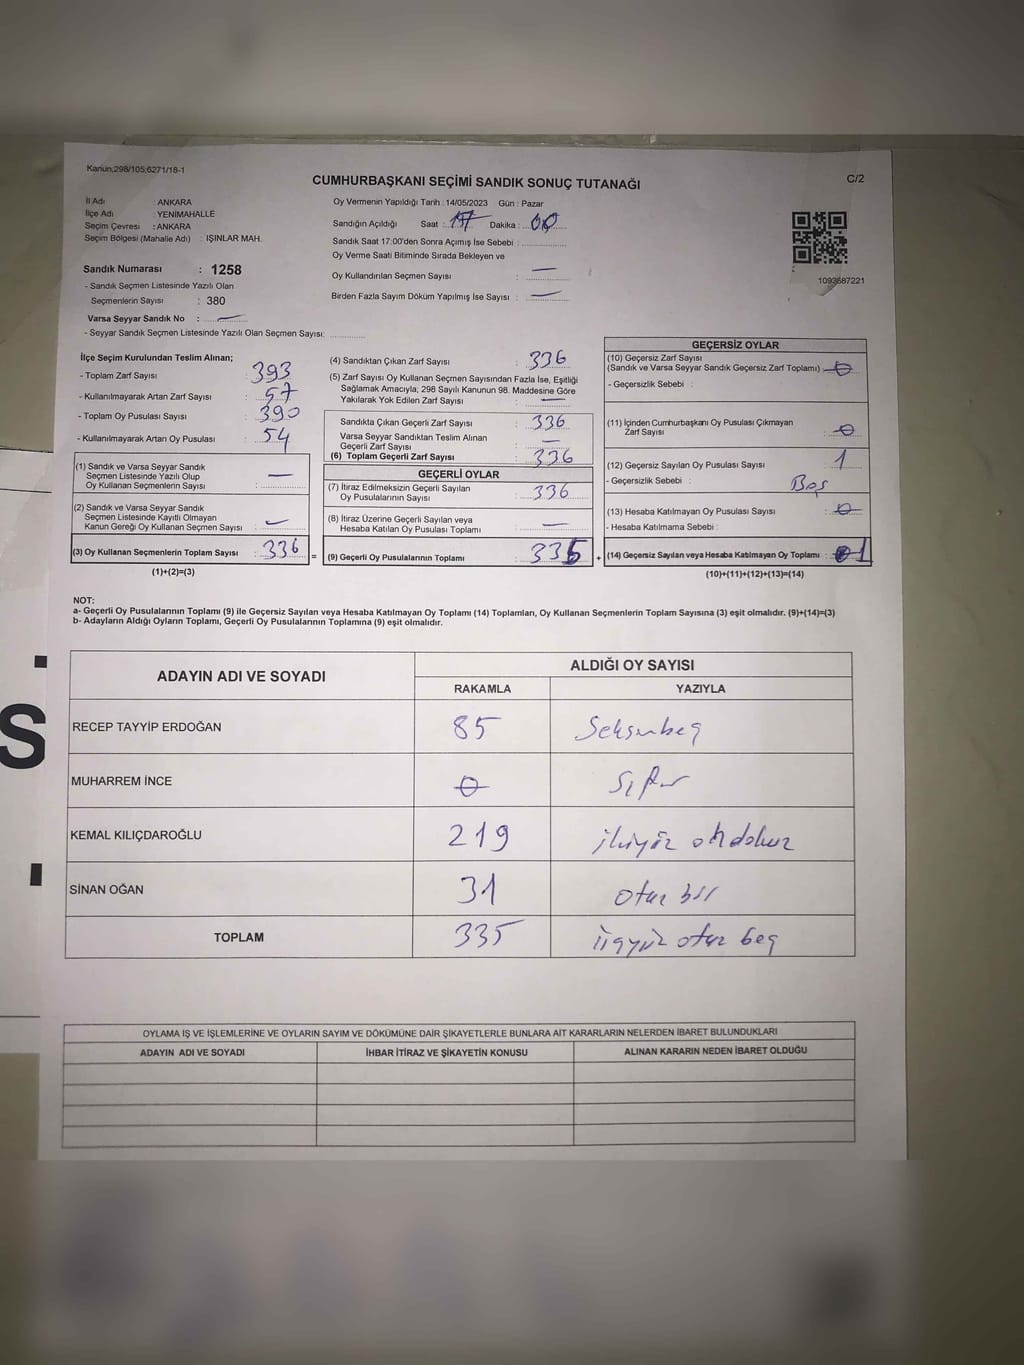 Kanun;298/105;6271/18-1
CUMHURBAŞKANI SEÇİMİ SANDIK SONUÇ TUTANAĞI
C/2
İl Adı : ANKARA
İlçe Adı : YENİMAHALLE
Seçim Çevresi : ANKARA
Seçim Bölgesi (Mahalle Adı) : IŞINLAR MAH.
Sandık Numarası : 1258
- Sandık Seçmen Listesinde Yazılı Olan
Seçmenlerin Sayısı : 380
Varsa Seyyar Sandık No : —
- Seyyar Sandık Seçmen Listesinde Yazılı Olan Seçmen Sayısı:
Oy Vermenin Yapıldığı Tarih : 14/05/2023 Gün : Pazar
Sandığın Açıldığı Saat : 17 Dakika : 00
Sandık Saat 17:00'den Sonra Açımış İse Sebebi :
Oy Verme Saati Bitiminde Sırada Bekleyen ve
Oy Kullandırılan Seçmen Sayısı : —
Birden Fazla Sayım Döküm Yapılmış İse Sayısı : —
1093687221
İlçe Seçim Kurulundan Teslim Alınan;
- Toplam Zarf Sayısı : 393
- Kullanılmayarak Artan Zarf Sayısı : 57
- Toplam Oy Pusulası Sayısı : 390
- Kullanılmayarak Artan Oy Pusulası : 54
(1) Sandık ve Varsa Seyyar Sandık
Seçmen Listesinde Yazılı Olup
Oy Kullanan Seçmenlerin Sayısı : —
(2) Sandık ve Varsa Seyyar Sandık
Seçmen Listesinde Kayıtlı Olmayan
Kanun Gereği Oy Kullanan Seçmen Sayısı : —
(3) Oy Kullanan Seçmenlerin Toplam Sayısı : 336 =
(1)+(2)=(3)
(4) Sandıktan Çıkan Zarf Sayısı : 336
(5) Zarf Sayısı Oy Kullanan Seçmen Sayısından Fazla İse, Eşitliği
Sağlamak Amacıyla; 298 Sayılı Kanunun 98. Maddesine Göre
Yakılarak Yok Edilen Zarf Sayısı : —
Sandıkta Çıkan Geçerli Zarf Sayısı : 336
Varsa Seyyar Sandıktan Teslim Alınan
Geçerli Zarf Sayısı : —
(6) Toplam Geçerli Zarf Sayısı : 336
GEÇERLİ OYLAR
(7) İtiraz Edilmeksizin Geçerli Sayılan
Oy Pusulalarının Sayısı : 336
(8) İtiraz Üzerine Geçerli Sayılan veya
Hesaba Katılan Oy Pusulası Toplamı : —
(9) Geçerli Oy Pusulalarının Toplamı : 335 +
GEÇERSİZ OYLAR
(10) Geçersiz Zarf Sayısı
(Sandık ve Varsa Seyyar Sandık Geçersiz Zarf Toplamı) : 0
- Geçersizlik Sebebi :
(11) İçinden Cumhurbaşkanı Oy Pusulası Çıkmayan
Zarf Sayısı : 0
(12) Geçersiz Sayılan Oy Pusulası Sayısı : 1
- Geçersizlik Sebebi : Boş
(13) Hesaba Katılmayan Oy Pusulası Sayısı : 0
- Hesaba Katılmama Sebebi :
(14) Geçersiz Sayılan veya Hesaba Katılmayan Oy Toplamı : 01
(10)+(11)+(12)+(13)=(14)
NOT:
a- Geçerli Oy Pusulalarının Toplamı (9) ile Geçersiz Sayılan veya Hesaba Katılmayan Oy Toplamı (14) Toplamları, Oy Kullanan Seçmenlerin Toplam Sayısına (3) eşit olmalıdır. (9)+(14)=(3)
b- Adayların Aldığı Oyların Toplamı, Geçerli Oy Pusulalarının Toplamına (9) eşit olmalıdır.
ADAYIN ADI VE SOYADI
ALDIĞI OY SAYISI
RAKAMLA YAZIYLA
RECEP TAYYİP ERDOĞAN 85 Seksenbeş
MUHARREM İNCE 0 Sıfır
KEMAL KILIÇDAROĞLU 219 ikiyüz ondokuz
SİNAN OĞAN 31 otuz bir
TOPLAM 335 üçyüz otuz beş
OYLAMA İŞ VE İŞLEMLERİNE VE OYLARIN SAYIM VE DÖKÜMÜNE DAİR ŞİKAYETLERLE BUNLARA AİT KARARLARIN NELERDEN İBARET BULUNDUKLARI
ADAYIN ADI VE SOYADI İHBAR İTİRAZ VE ŞİKAYETİN KONUSU ALINAN KARARIN NEDEN İBARET OLDUĞU
S